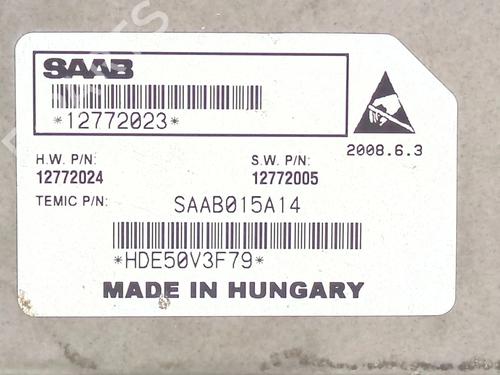 SAAB
*12772023*
2008.6.3
H.W. P/N: S.W. P/N:
12772024 12772005
TEMIC P/N: SAAB015A14
*HDE50V3F79*
MADE IN HUNGARY